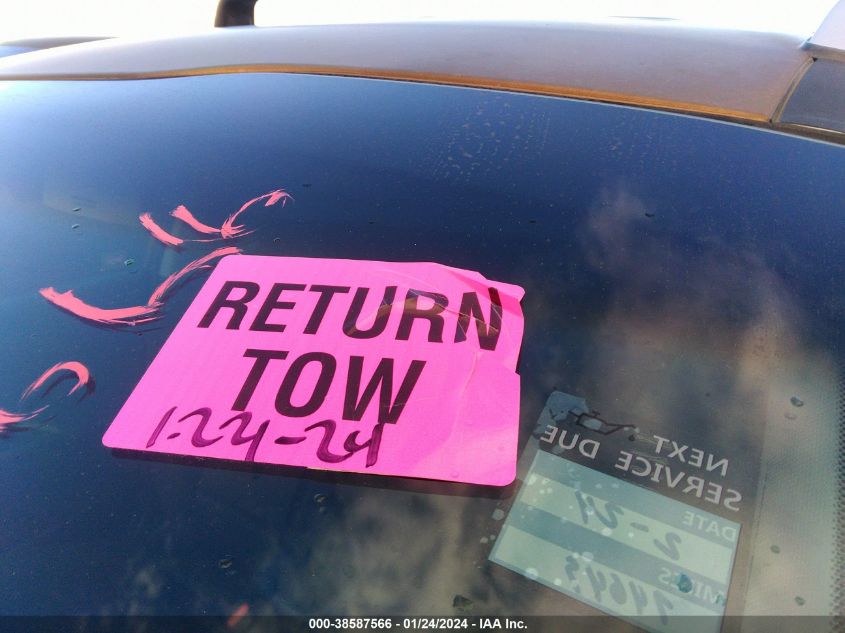 RETURN
TOW
1-24-24
NEXT
SERVICE DUE
DATE
2-24
MILES
000-38587566 - 01/24/2024 - IAA Inc.